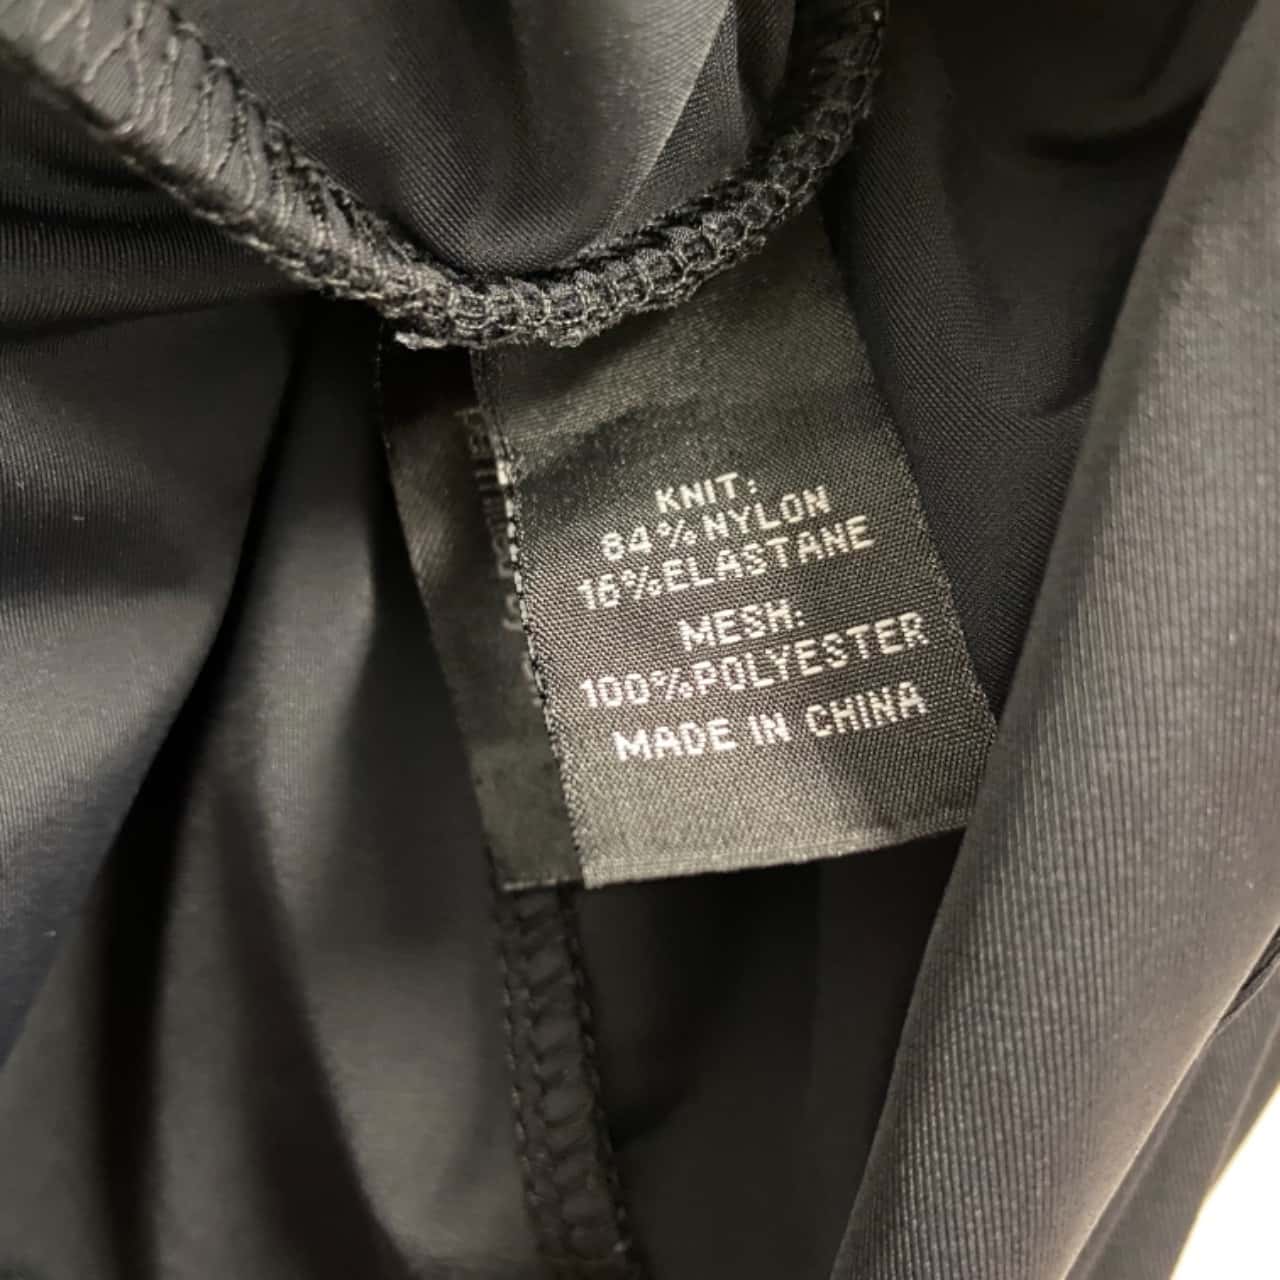 KNIT:
84%NYLON
16%ELASTANE
MESH:
100%POLYESTER
MADE IN CHINA